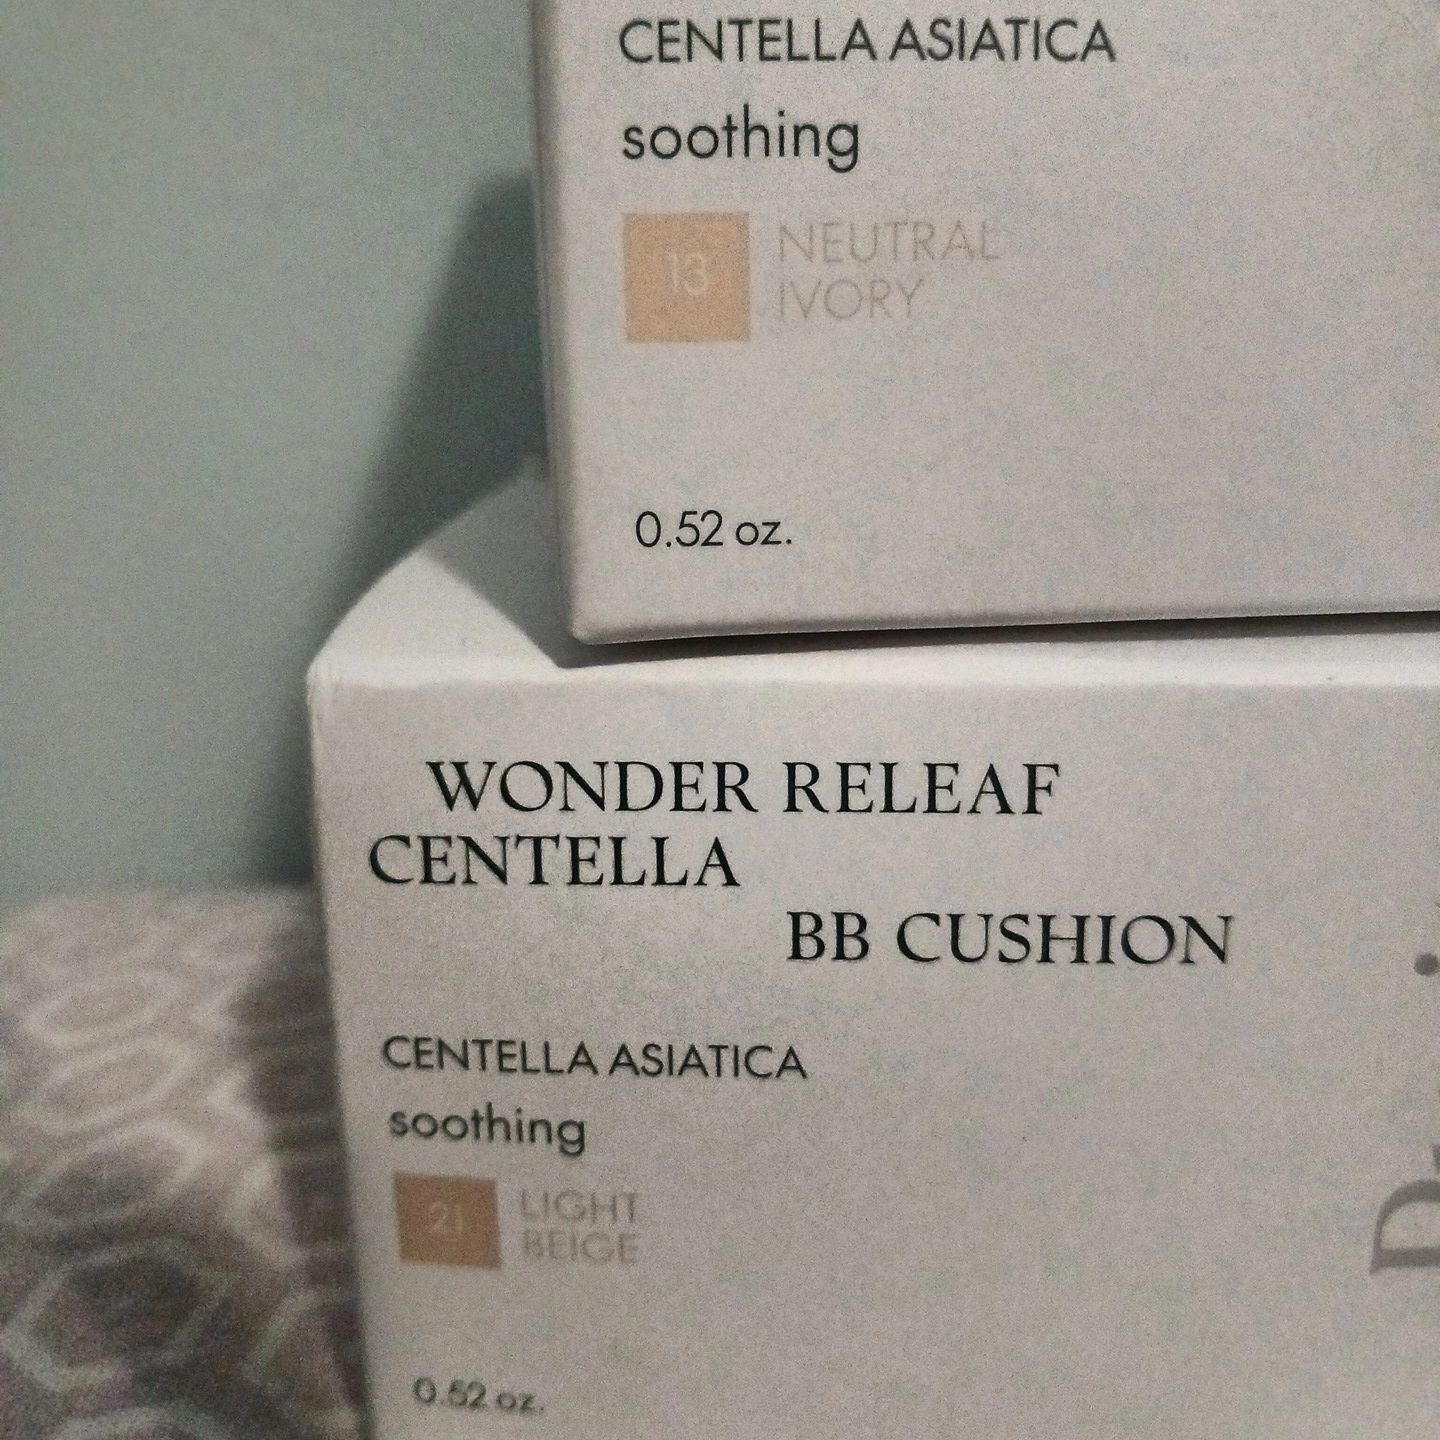 CENTELLA ASIATICA
soothing
13
NEUTRAL
IVORY
0.52 oz.
WONDER RELEAF
CENTELLA
BB CUSHION
CENTELLA ASIATICA
soothing
21
LIGHT
BEIGE
0.52 oz.